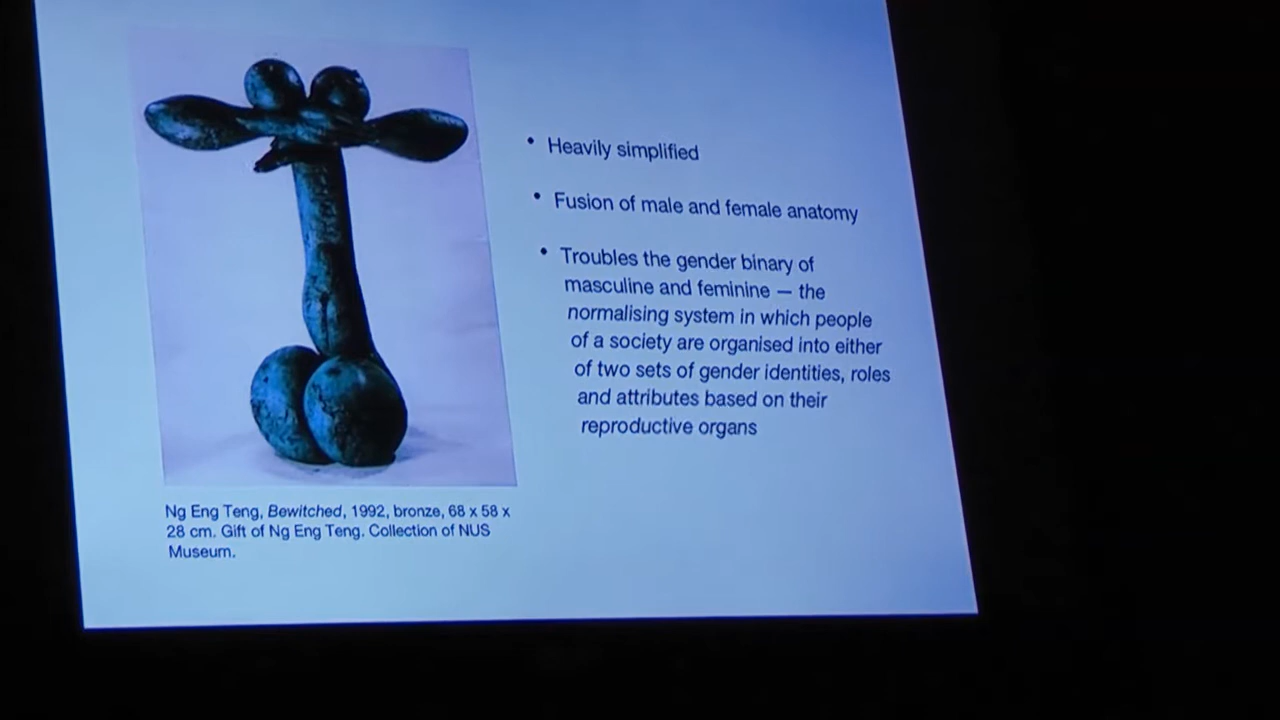 • Heavily simplified
• Fusion of male and female anatomy
• Troubles the gender binary of
masculine and feminine — the
normalising system in which people
of a society are organised into either
of two sets of gender identities, roles
and attributes based on their
reproductive organs
Ng Eng Teng, Bewitched, 1992, bronze, 68 x 58 x
28 cm. Gift of Ng Eng Teng. Collection of NUS
Museum.